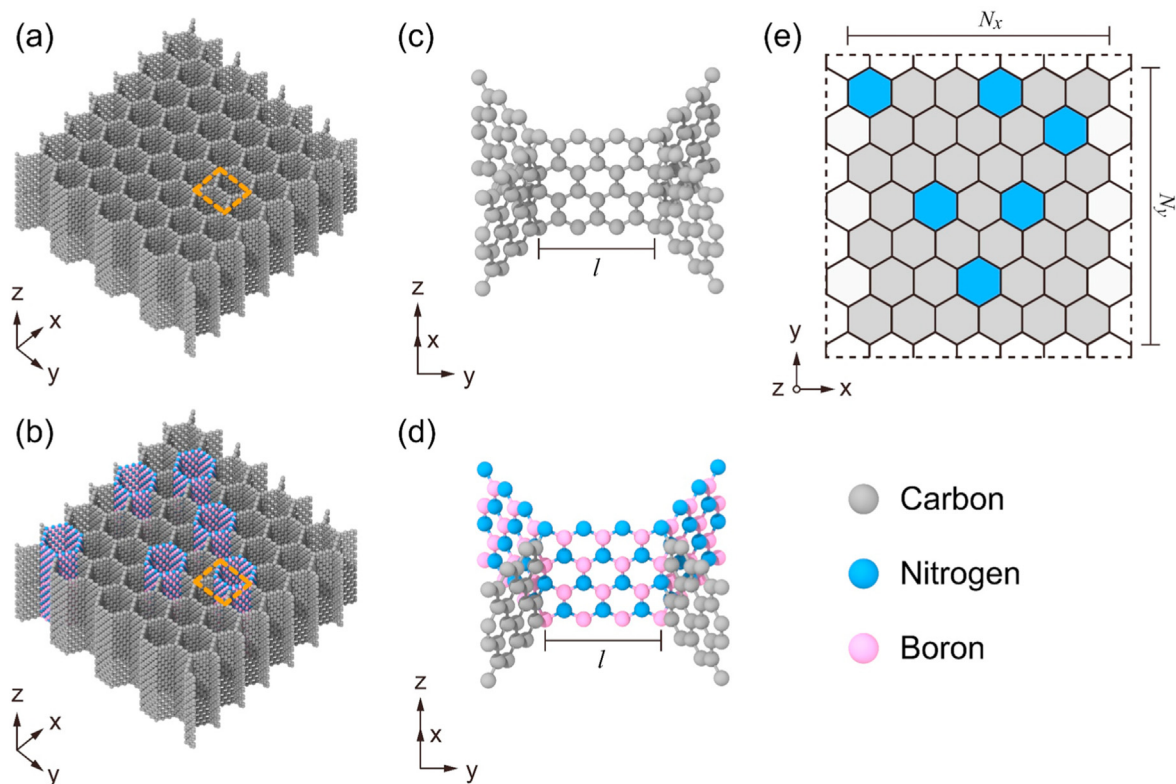 (a)
z
x
y
(b)
z
x
y
(c)
l
z
x
y
(d)
l
z
x
y
(e)
Nx
Ny
y
z
x
Carbon
Nitrogen
Boron